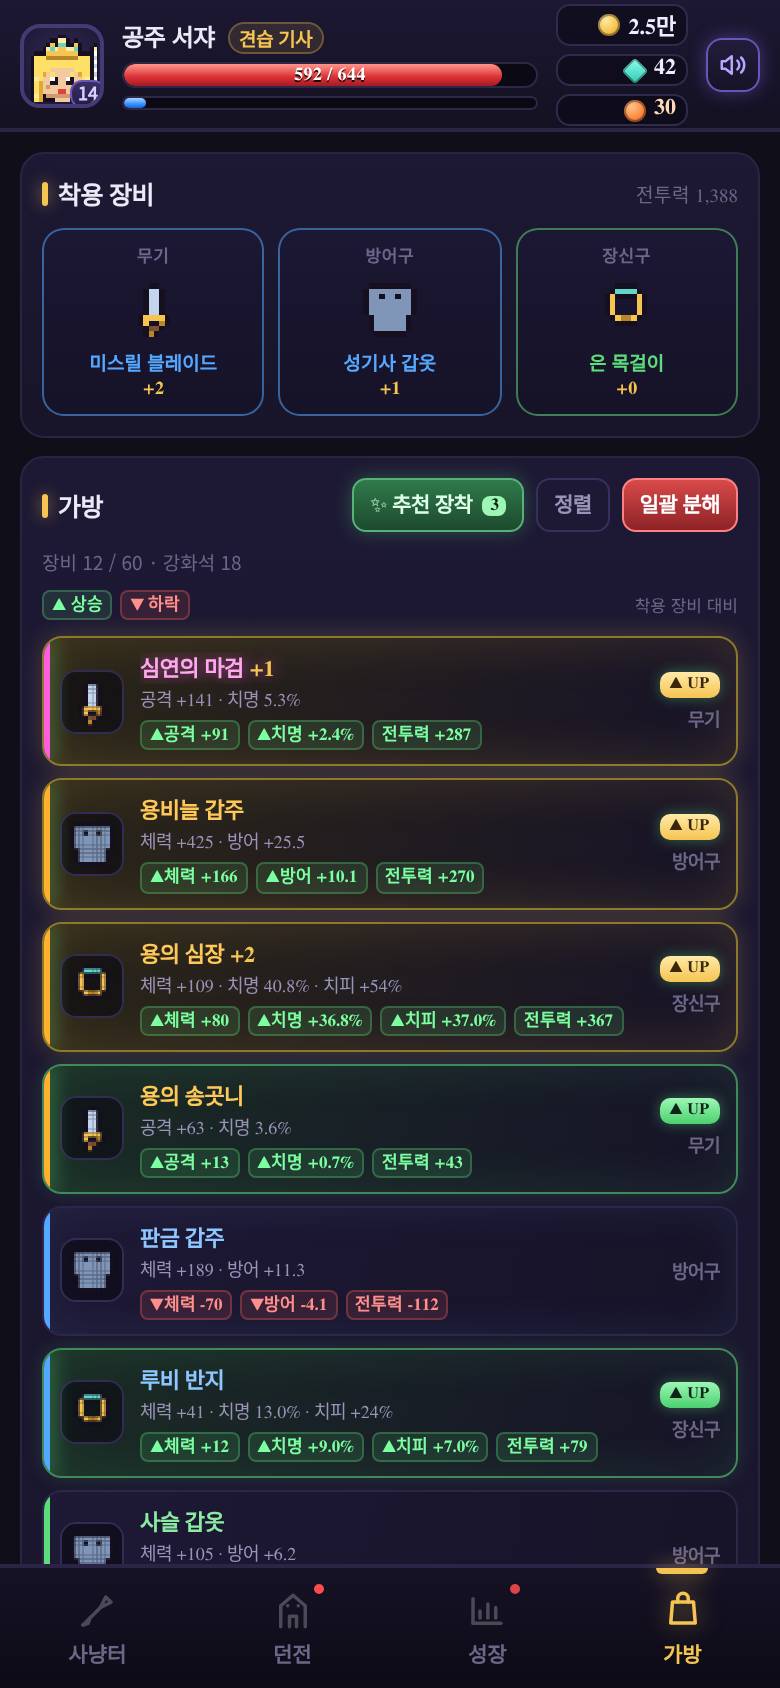 공주 서쟈 견습 기사
14
592 / 644
2.5만
42
30
착용 장비
전투력 1,388
무기
미스릴 블레이드
+2
방어구
성기사 갑옷
+1
장신구
은 목걸이
+0
가방
✨ 추천 장착 3
정렬
일괄 분해
장비 12 / 60 · 강화석 18
▲ 상승 ▼ 하락
착용 장비 대비
심연의 마검 +1
공격 +141 · 치명 5.3%
▲공격 +91 ▲치명 +2.4% 전투력 +287
▲ UP
무기
용비늘 갑주
체력 +425 · 방어 +25.5
▲체력 +166 ▲방어 +10.1 전투력 +270
▲ UP
방어구
용의 심장 +2
체력 +109 · 치명 40.8% · 치피 +54%
▲체력 +80 ▲치명 +36.8% ▲치피 +37.0% 전투력 +367
▲ UP
장신구
용의 송곳니
공격 +63 · 치명 3.6%
▲공격 +13 ▲치명 +0.7% 전투력 +43
▲ UP
무기
판금 갑주
체력 +189 · 방어 +11.3
▼체력 -70 ▼방어 -4.1 전투력 -112
방어구
루비 반지
체력 +41 · 치명 13.0% · 치피 +24%
▲체력 +12 ▲치명 +9.0% ▲치피 +7.0% 전투력 +79
▲ UP
장신구
사슬 갑옷
체력 +105 · 방어 +6.2
방어구
사냥터
던전
성장
가방